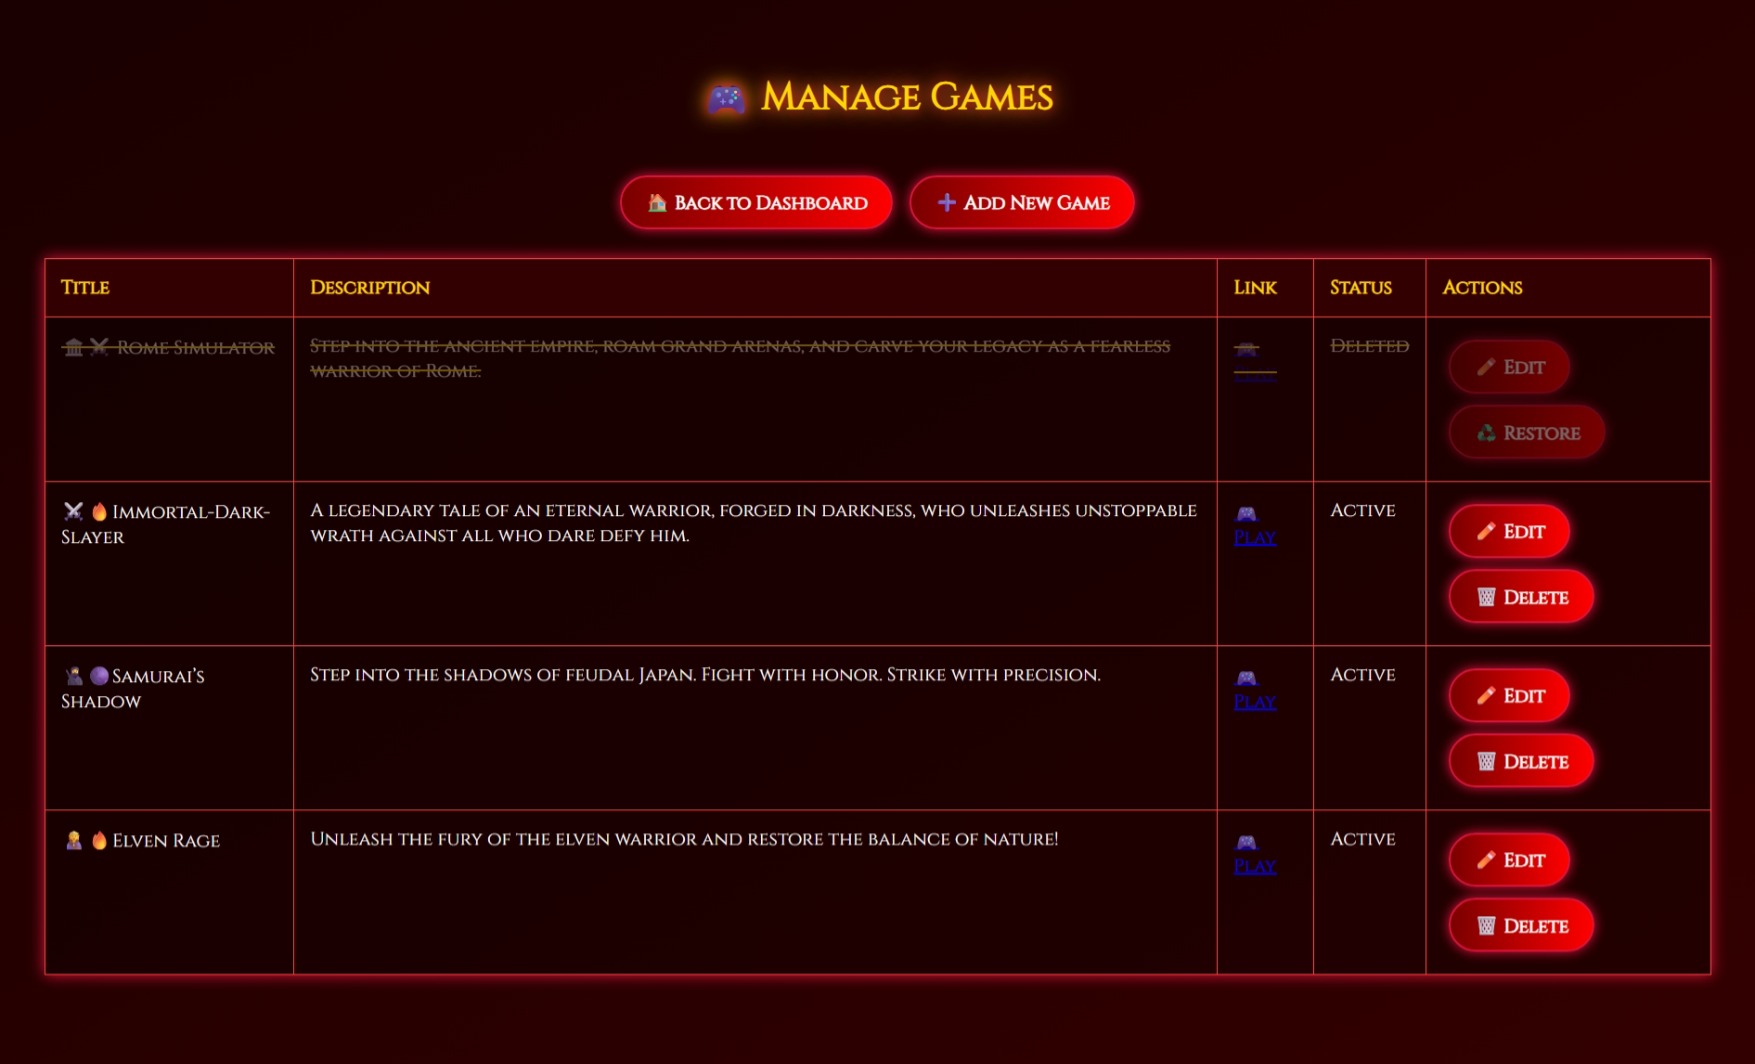 Manage Games
Back to Dashboard
Add New Game
Title
Description
Link
Status
Actions
Rome Simulator
Step into the ancient empire, roam grand arenas, and carve your legacy as a fearless
warrior of Rome.
Deleted
Edit
Restore
Immortal-Dark-
Slayer
A legendary tale of an eternal warrior, forged in darkness, who unleashes unstoppable
wrath against all who dare defy him.
Play
Active
Edit
Delete
Samurai's
Shadow
Step into the shadows of feudal Japan. Fight with honor. Strike with precision.
Play
Active
Edit
Delete
Elven Rage
Unleash the fury of the elven warrior and restore the balance of nature!
Play
Active
Edit
Delete